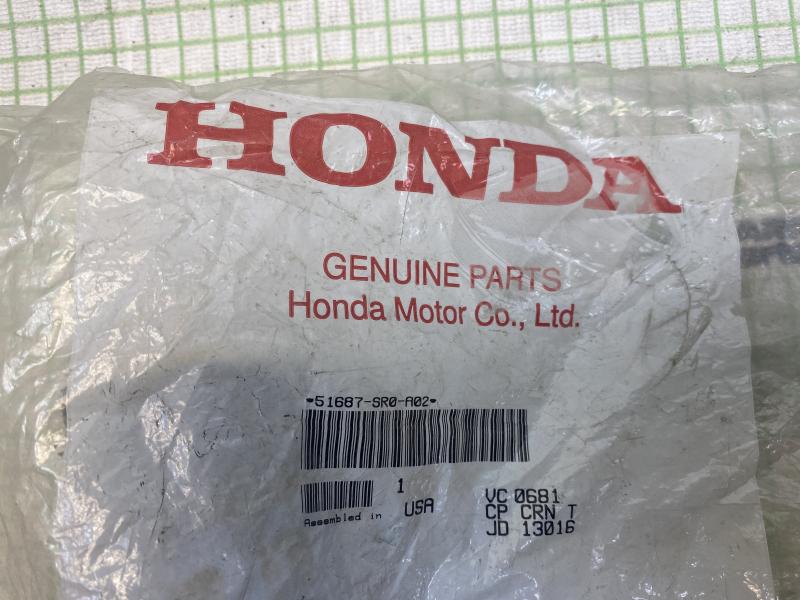 HONDA
GENUINE PARTS
Honda Motor Co., Ltd.
*51687-SR0-A02*
1
Assembled in USA
VC 0681
CP CRN T
JD 13016